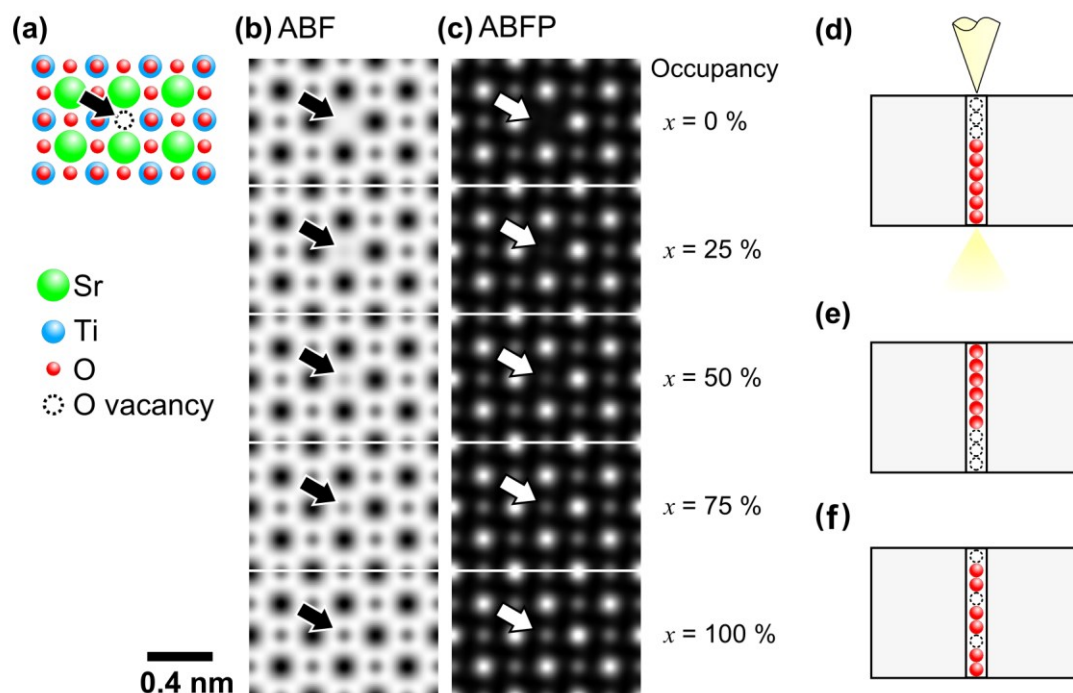 (a)
(b) ABF
(c) ABFP
(d)
Occupancy
x = 0 %
x = 25 %
Sr
Ti
O
O vacancy
(e)
x = 50 %
x = 75 %
(f)
x = 100 %
0.4 nm